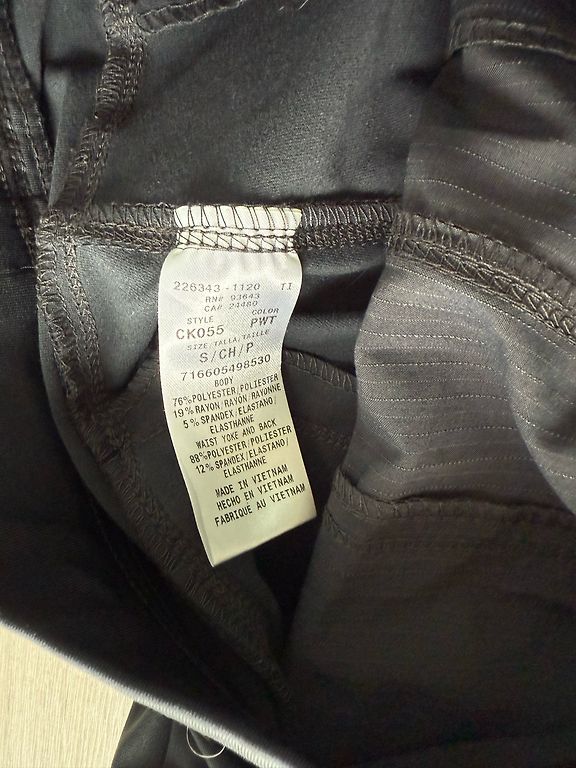 226343-1120 TI
RN# 93643
CA# 24480
STYLE COLOR
CK055 PWT
SIZE,TALLA,TAILLE
S/CH/P
716605498530
BODY
76%POLYESTER/POLIESTER
19%RAYON/RAYON/RAYONNE
5%SPANDEX/ELASTANO/
ELASTHANNE
WAIST YOKE AND BACK
88%POLYESTER/POLIESTER
12%SPANDEX/ELASTANO/
ELASTHANNE
MADE IN VIETNAM
HECHO EN VIETNAM
FABRIQUE AU VIETNAM